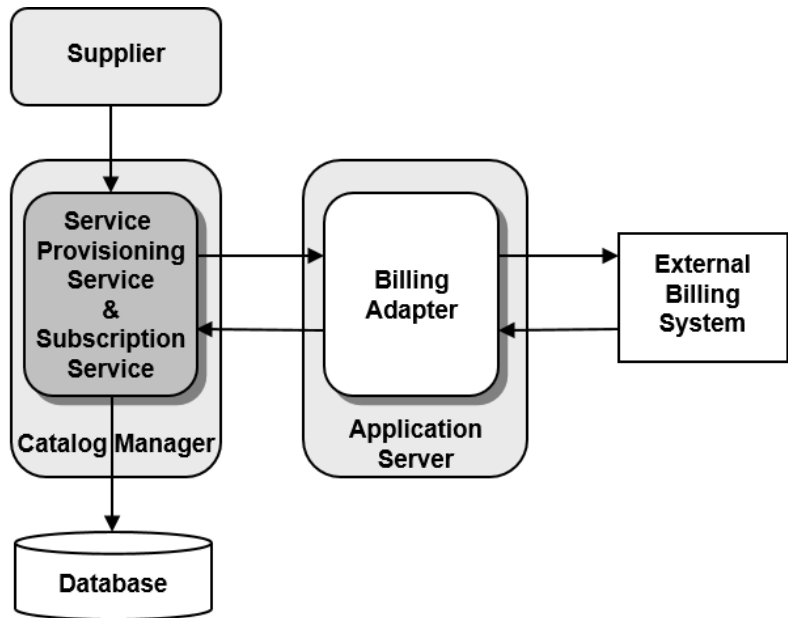 Supplier
Service
Provisioning
Service
&
Subscription
Service
Catalog Manager
Billing
Adapter
Application
Server
External
Billing
System
Database